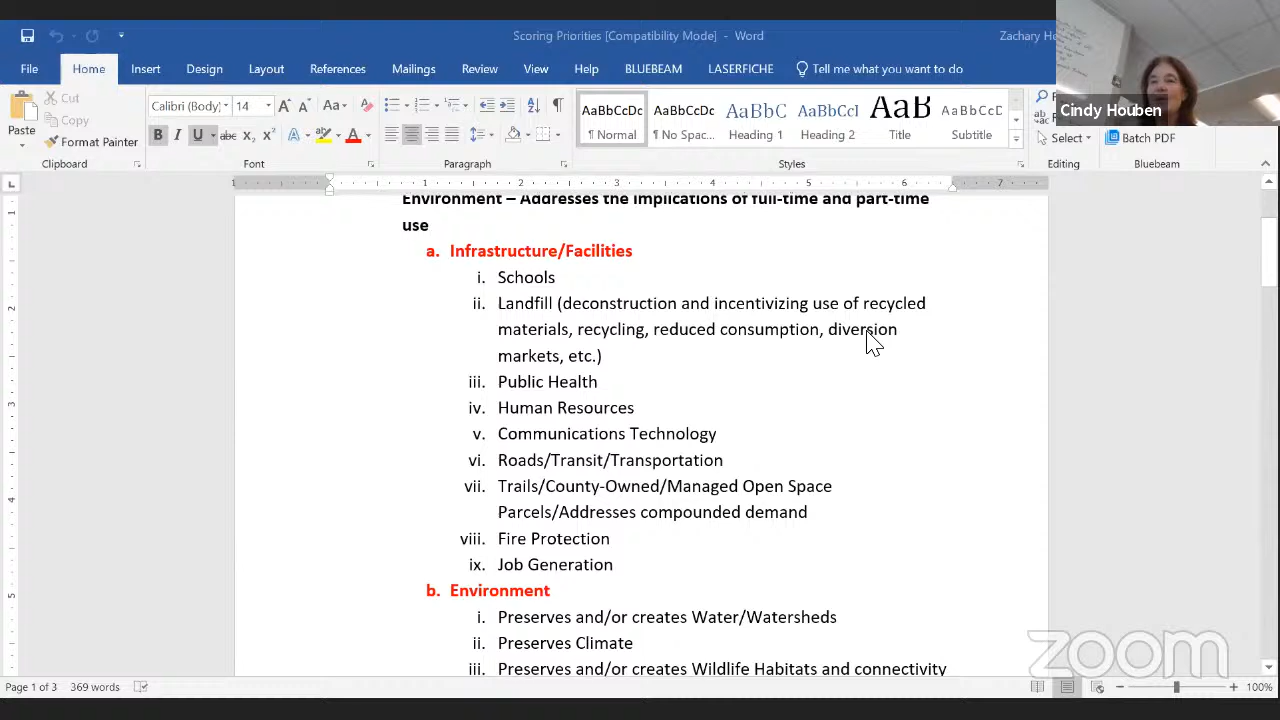 Scoring Priorities [Compatibility Mode] - Word
Zachary He
File Home Insert Design Layout References Mailings Review View Help BLUEBEAM LASERFICHE Tell me what you want to do
Cindy Houben
Paste
Cut
Copy
Format Painter
Calibri (Body) 14
AaBbCcDc AaBbCcDc AaBbC AaBbCcI AaB AaBbCcD
¶ Normal ¶ No Spac... Heading 1 Heading 2 Title Subtitle
Select
Batch PDF
Clipboard Font Paragraph Styles Editing Bluebeam
Environment – Addresses the implications of full-time and part-time
use
a. Infrastructure/Facilities
i. Schools
ii. Landfill (deconstruction and incentivizing use of recycled
materials, recycling, reduced consumption, diversion
markets, etc.)
iii. Public Health
iv. Human Resources
v. Communications Technology
vi. Roads/Transit/Transportation
vii. Trails/County-Owned/Managed Open Space
Parcels/Addresses compounded demand
viii. Fire Protection
ix. Job Generation
b. Environment
i. Preserves and/or creates Water/Watersheds
ii. Preserves Climate
iii. Preserves and/or creates Wildlife Habitats and connectivity
zoom
Page 1 of 3 369 words
100%